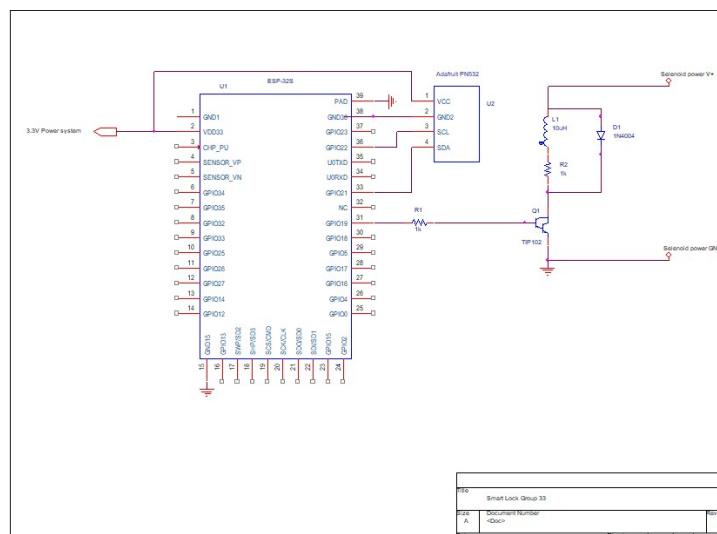 ESP-32S
U1
Adafruit PN532
U2
Selenoid power V+
3.3V Power system
1 GND1
2 VDD33
3 CHP_PU
4 SENSOR_VP
5 SENSOR_VN
6 GPIO34
7 GPIO35
8 GPIO32
9 GPIO33
10 GPIO25
11 GPIO26
12 GPIO27
13 GPIO14
14 GPIO12
PAD 39
GND38 38
GPIO23 37
GPIO22 36
U0TXD 35
U0RXD 34
GPIO21 33
NC 32
GPIO19 31
GPIO18 30
GPIO5 29
GPIO17 28
GPIO16 27
GPIO4 26
GPIO0 25
GND15 15
GPIO13 16
SWP/SD2 17
SHP/SD3 18
SCS/CMD 19
SCK/CLK 20
SDO/SD0 21
SDI/SD1 22
GPIO15 23
GPIO2 24
1 VCC
2 GND2
3 SCL
4 SDA
R1
1k
L1
10uH
R2
1k
D1
1N4004
Q1
TIP102
Selenoid power GN
Title
Smart Lock Group 33
Size
A
Document Number
<Doc>
Rev